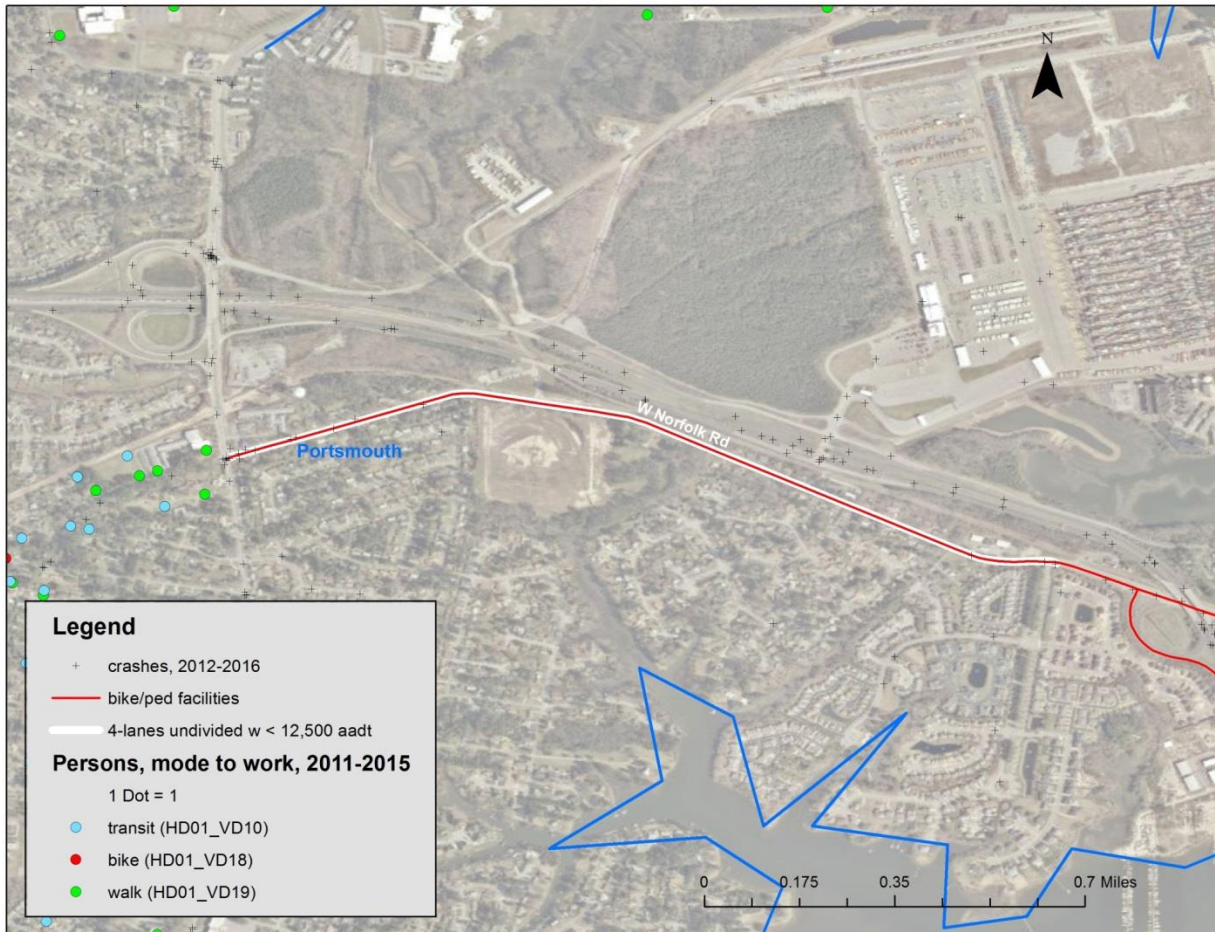 N
W Norfolk Rd
Portsmouth
Legend
crashes, 2012-2016
bike/ped facilities
4-lanes undivided w < 12,500 aadt
Persons, mode to work, 2011-2015
1 Dot = 1
transit (HD01_VD10)
bike (HD01_VD18)
walk (HD01_VD19)
0 0.175 0.35 0.7 Miles